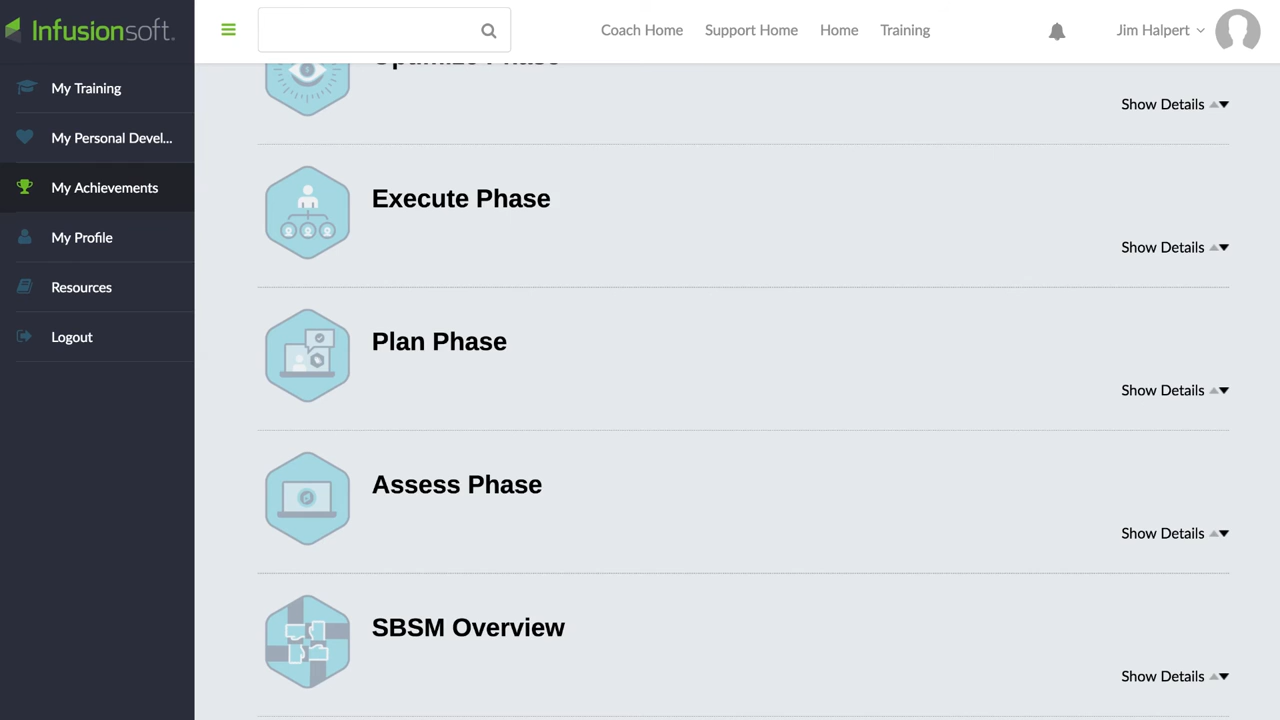 Infusionsoft.
Coach Home
Support Home
Home
Training
Jim Halpert
My Training
My Personal Devel...
My Achievements
My Profile
Resources
Logout
Optimize Phase
Show Details
Execute Phase
Show Details
Plan Phase
Show Details
Assess Phase
Show Details
SBSM Overview
Show Details